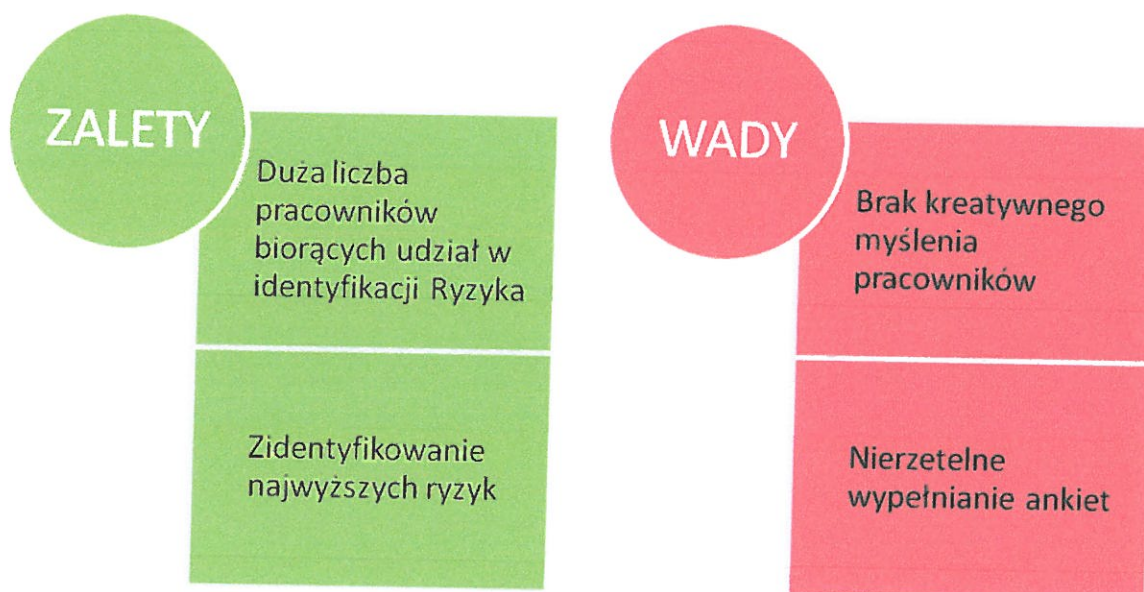 ZALETY
Duża liczba
pracowników
biorących udział w
identyfikacji Ryzyka
Zidentyfikowanie
najwyższych ryzyk
WADY
Brak kreatywnego
myślenia
pracowników
Nierzetelne
wypełnianie ankiet